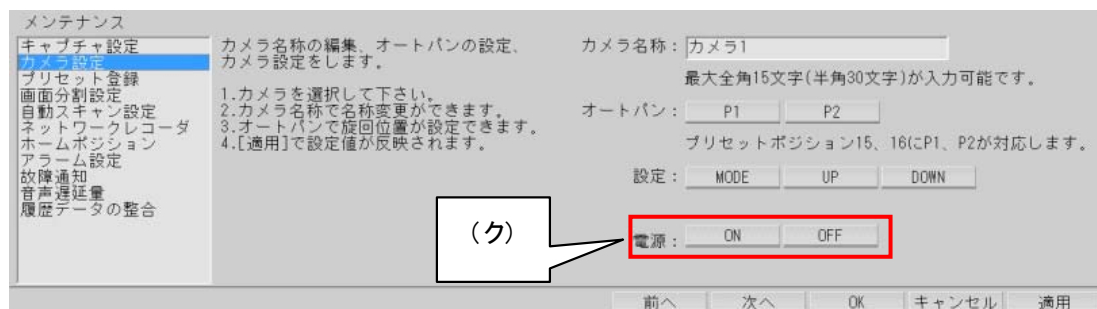 メンテナンス
キャプチャ設定
カメラ設定
プリセット登録
画面分割設定
自動スキャン設定
ネットワークレコーダ
ホームポジション
アラーム設定
故障通知
音声遅延量
履歴データの整合
カメラ名称の編集、オートパンの設定、
カメラ設定をします。
1.カメラを選択して下さい。
2.カメラ名称で名称変更ができます。
3.オートパンで旋回位置が設定できます。
4.[適用]で設定値が反映されます。
カメラ名称： カメラ1
最大全角15文字(半角30文字)が入力可能です。
オートパン： P1 P2
プリセットポジション15、16にP1、P2が対応します。
設定： MODE UP DOWN
（ク）
電源： ON OFF
前へ 次へ OK キャンセル 適用